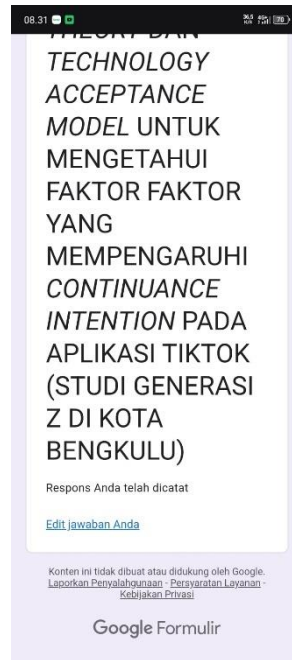 08.31
THEORY DAN
TECHNOLOGY
ACCEPTANCE
MODEL UNTUK
MENGETAHUI
FAKTOR FAKTOR
YANG
MEMPENGARUHI
CONTINUANCE
INTENTION PADA
APLIKASI TIKTOK
(STUDI GENERASI
Z DI KOTA
BENGKULU)
Respons Anda telah dicatat
Edit jawaban Anda
Konten ini tidak dibuat atau didukung oleh Google.
Laporkan Penyalahgunaan - Persyaratan Layanan -
Kebijakan Privasi
Google Formulir